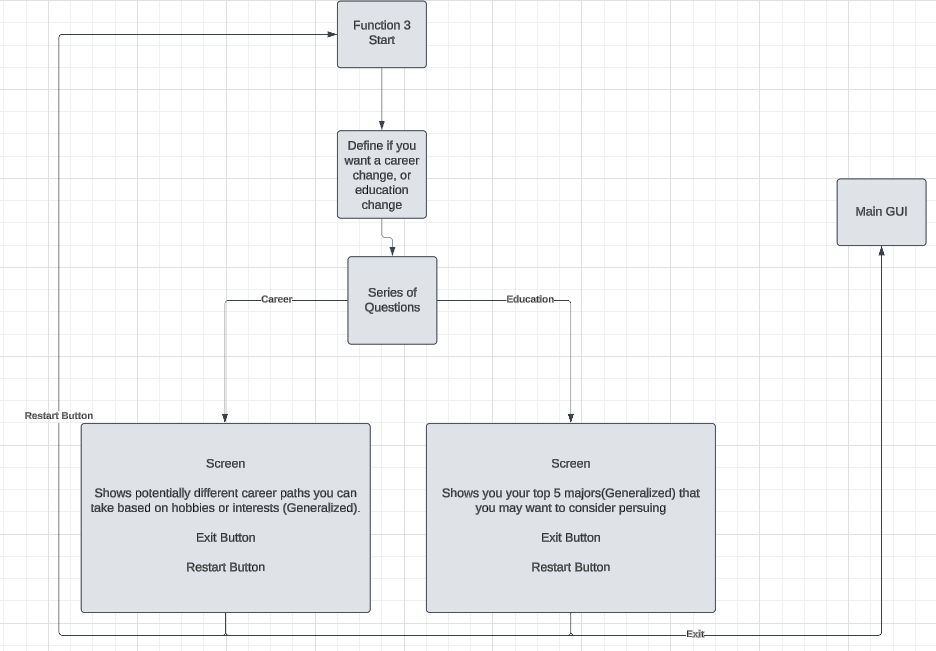 Function 3
Start
Define if you
want a career
change, or
education
change
Main GUI
Series of
Questions
Career
Education
Restart Button
Screen
Shows potentially different career paths you can
take based on hobbies or interests (Generalized).
Exit Button
Restart Button
Screen
Shows you your top 5 majors(Generalized) that
you may want to consider persuing
Exit Button
Restart Button
Exit